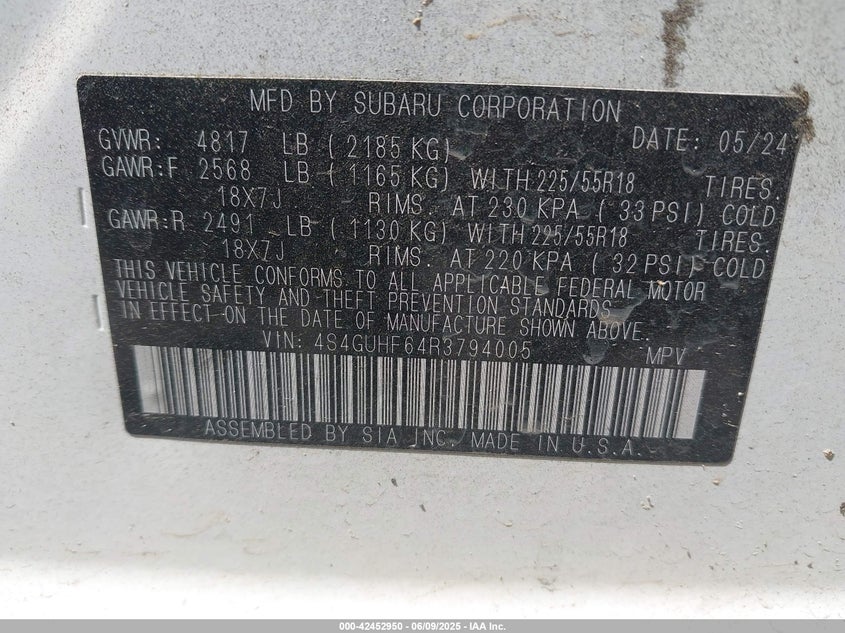 MFD BY SUBARU CORPORATION
GVWR: 4817 LB ( 2185 KG) DATE: 05/24
GAWR:F 2568 LB ( 1165 KG) WITH 225/55R18 TIRES.
18X7J RIMS. AT 230 KPA ( 33 PSI) COLD
GAWR:R 2491 LB ( 1130 KG) WITH 225/55R18 TIRES.
18X7J RIMS. AT 220 KPA ( 32 PSI) COLD
THIS VEHICLE CONFORMS TO ALL APPLICABLE FEDERAL MOTOR
VEHICLE SAFETY AND THEFT PREVENTION STANDARDS
IN EFFECT ON THE DATE OF MANUFACTURE SHOWN ABOVE.
VIN: 4S4GUHF64R3794005 MPV
ASSEMBLED BY SIA INC. MADE IN U.S.A.
000-42452950 | 06/09/2025 - IAA Inc.